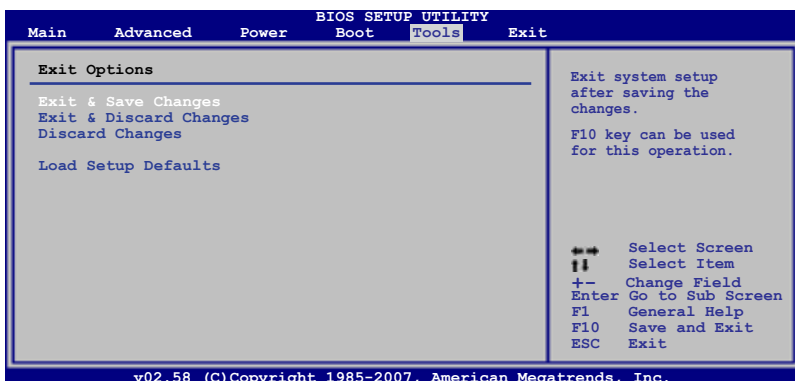 BIOS SETUP UTILITY
Main Advanced Power Boot Tools Exit
Exit Options
Exit & Save Changes
Exit & Discard Changes
Discard Changes
Load Setup Defaults
Exit system setup
after saving the
changes.
F10 key can be used
for this operation.
Select Screen
Select Item
+- Change Field
Enter Go to Sub Screen
F1 General Help
F10 Save and Exit
ESC Exit
v02.58 (C)Copyright 1985-2007, American Megatrends, Inc.